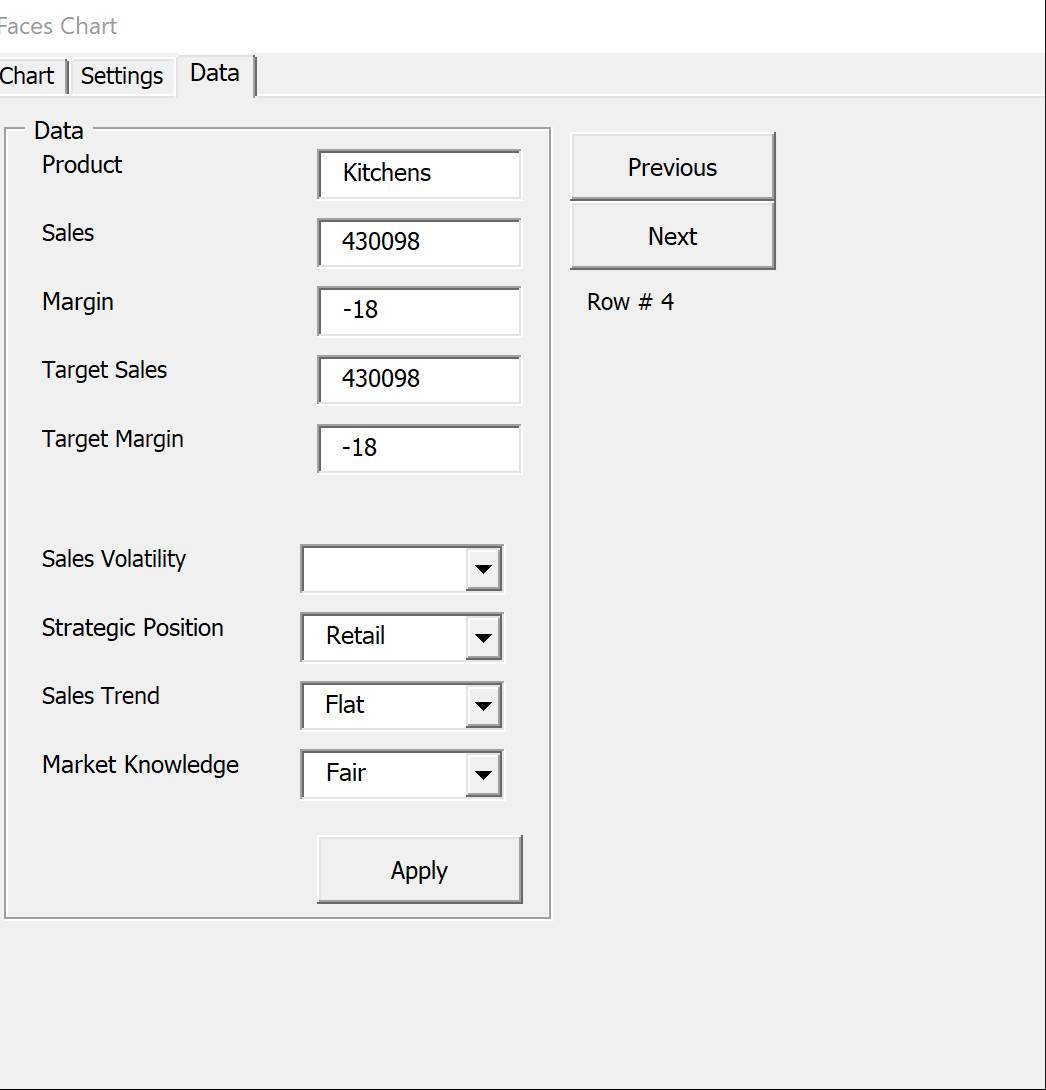 Faces Chart
Chart Settings Data
Data
Product Kitchens
Sales 430098
Margin -18
Target Sales 430098
Target Margin -18
Sales Volatility
Strategic Position Retail
Sales Trend Flat
Market Knowledge Fair
Apply
Previous
Next
Row # 4